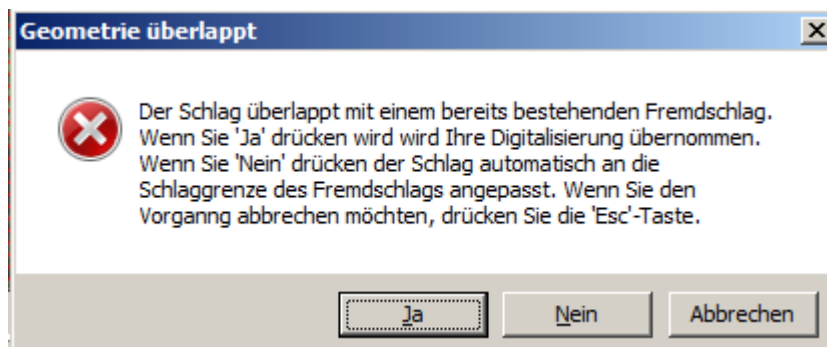 Geometrie überlappt
Der Schlag überlappt mit einem bereits bestehenden Fremdschlag.
Wenn Sie 'Ja' drücken wird wird Ihre Digitalisierung übernommen.
Wenn Sie 'Nein' drücken der Schlag automatisch an die
Schlaggrenze des Fremdschlags angepasst. Wenn Sie den
Vorganng abbrechen möchten, drücken Sie die 'Esc'-Taste.
Ja
Nein
Abbrechen